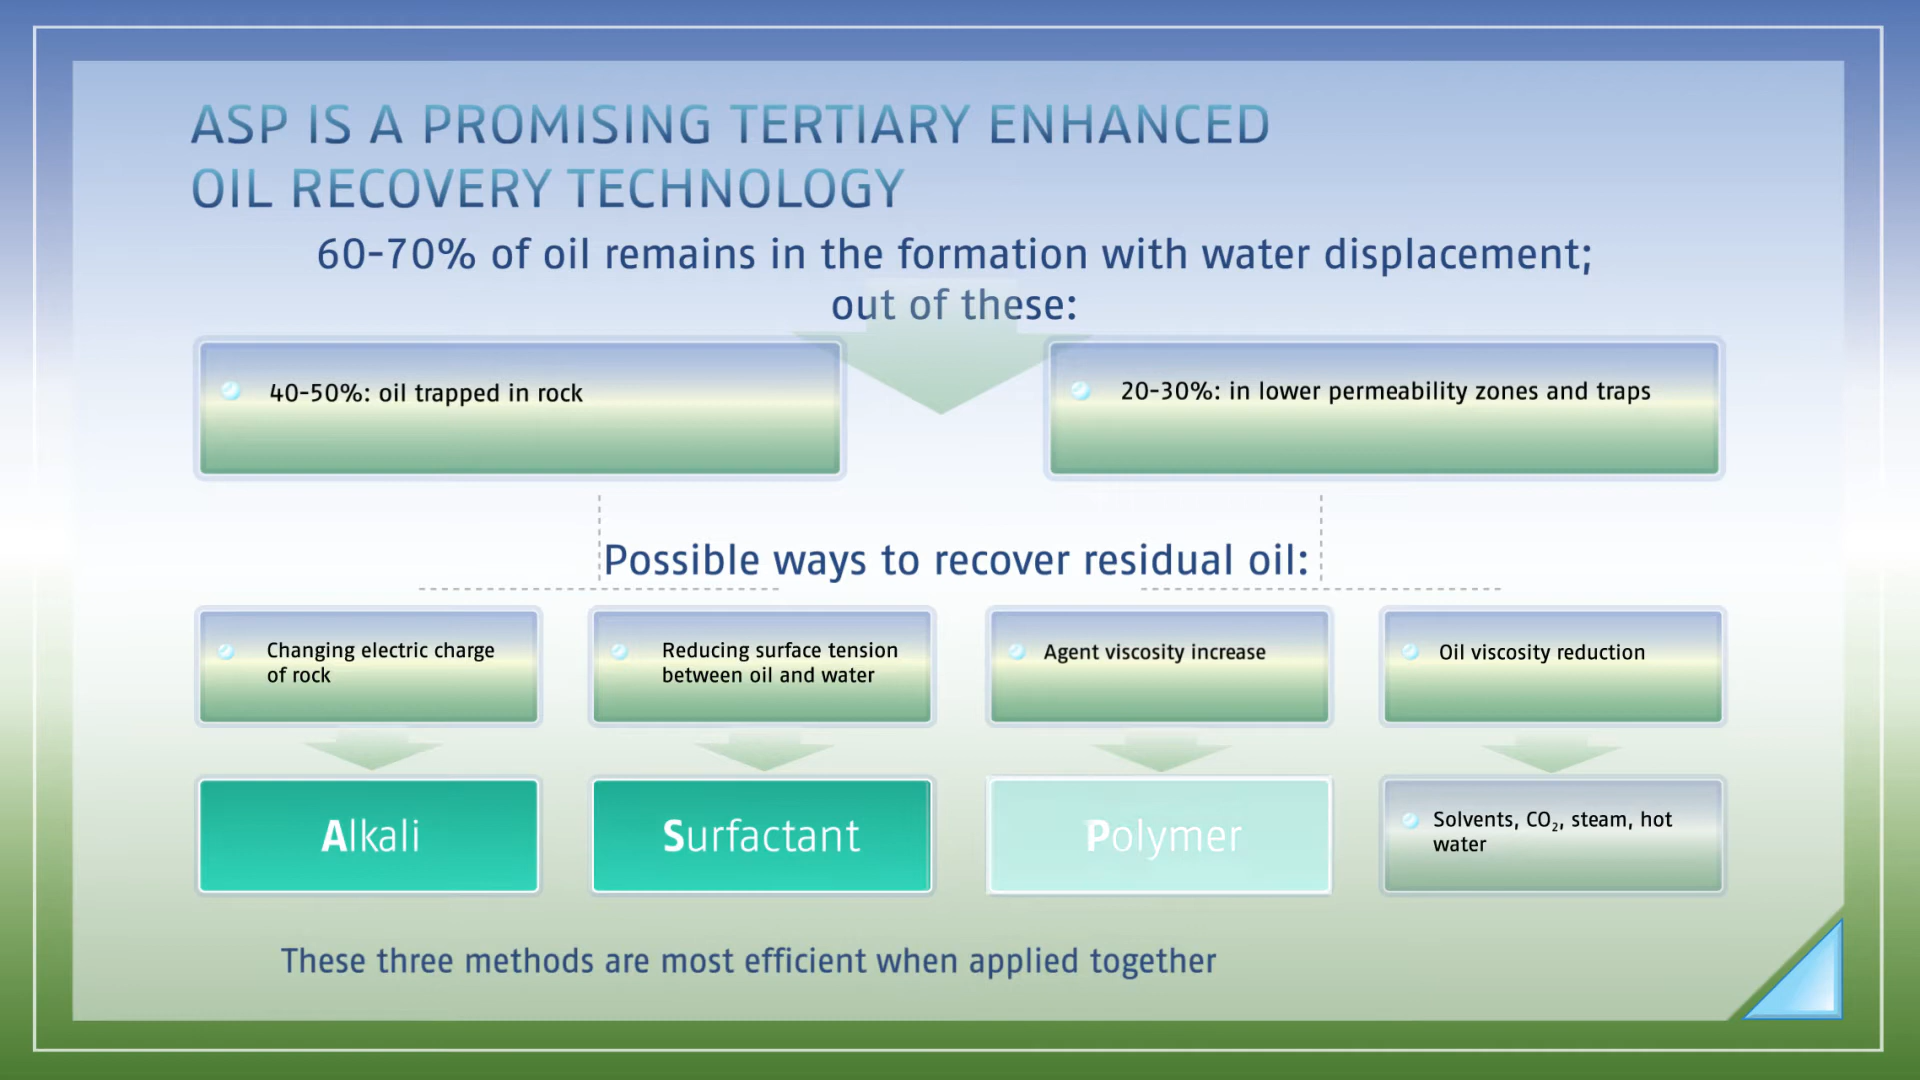 ASP IS A PROMISING TERTIARY ENHANCED
OIL RECOVERY TECHNOLOGY
60-70% of oil remains in the formation with water displacement;
out of these:
40-50%: oil trapped in rock
20-30%: in lower permeability zones and traps
Possible ways to recover residual oil:
Changing electric charge
of rock
Reducing surface tension
between oil and water
Agent viscosity increase
Oil viscosity reduction
Alkali
Surfactant
Polymer
Solvents, CO₂, steam, hot
water
These three methods are most efficient when applied together